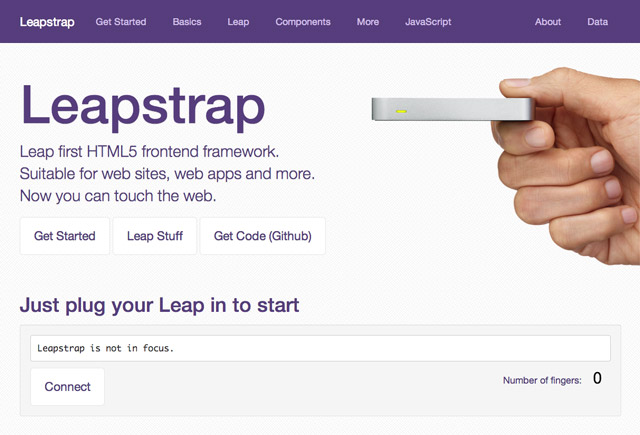 Leapstrap Get Started Basics Leap Components More JavaScript About Data
Leapstrap
Leap first HTML5 frontend framework.
Suitable for web sites, web apps and more.
Now you can touch the web.
Get Started Leap Stuff Get Code (Github)
Just plug your Leap in to start
Leapstrap is not in focus.
Connect Number of fingers: 0